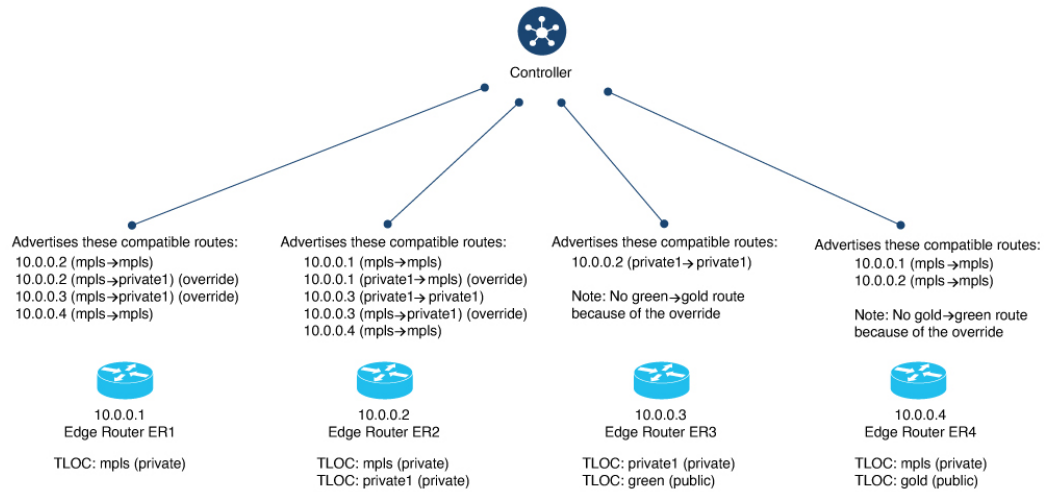 Controller
Advertises these compatible routes:
10.0.0.2 (mpls→mpls)
10.0.0.2 (mpls→private1) (override)
10.0.0.3 (mpls→private1) (override)
10.0.0.4 (mpls→mpls)
10.0.0.1
Edge Router ER1
TLOC: mpls (private)
Advertises these compatible routes:
10.0.0.1 (mpls→mpls)
10.0.0.1 (private1→mpls) (override)
10.0.0.3 (private1→private1)
10.0.0.3 (mpls→private1) (override)
10.0.0.4 (mpls→mpls)
10.0.0.2
Edge Router ER2
TLOC: mpls (private)
TLOC: private1 (private)
Advertises these compatible routes:
10.0.0.2 (private1→private1)
Note: No green→gold route
because of the override
10.0.0.3
Edge Router ER3
TLOC: private1 (private)
TLOC: green (public)
Advertises these compatible routes:
10.0.0.1 (mpls→mpls)
10.0.0.2 (mpls→mpls)
Note: No gold→green route
because of the override
10.0.0.4
Edge Router ER4
TLOC: mpls (private)
TLOC: gold (public)